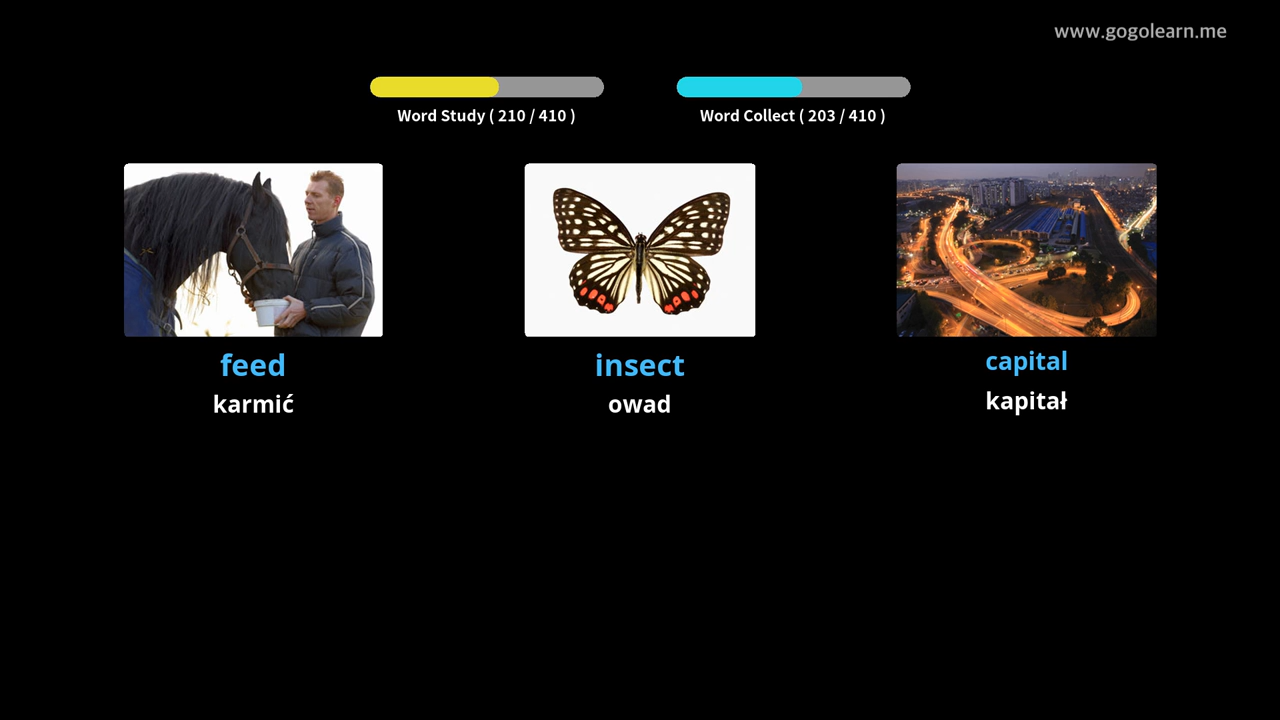 www.gogolearn.me
Word Study ( 210 / 410 )
Word Collect ( 203 / 410 )
feed
karmić
insect
owad
capital
kapitał